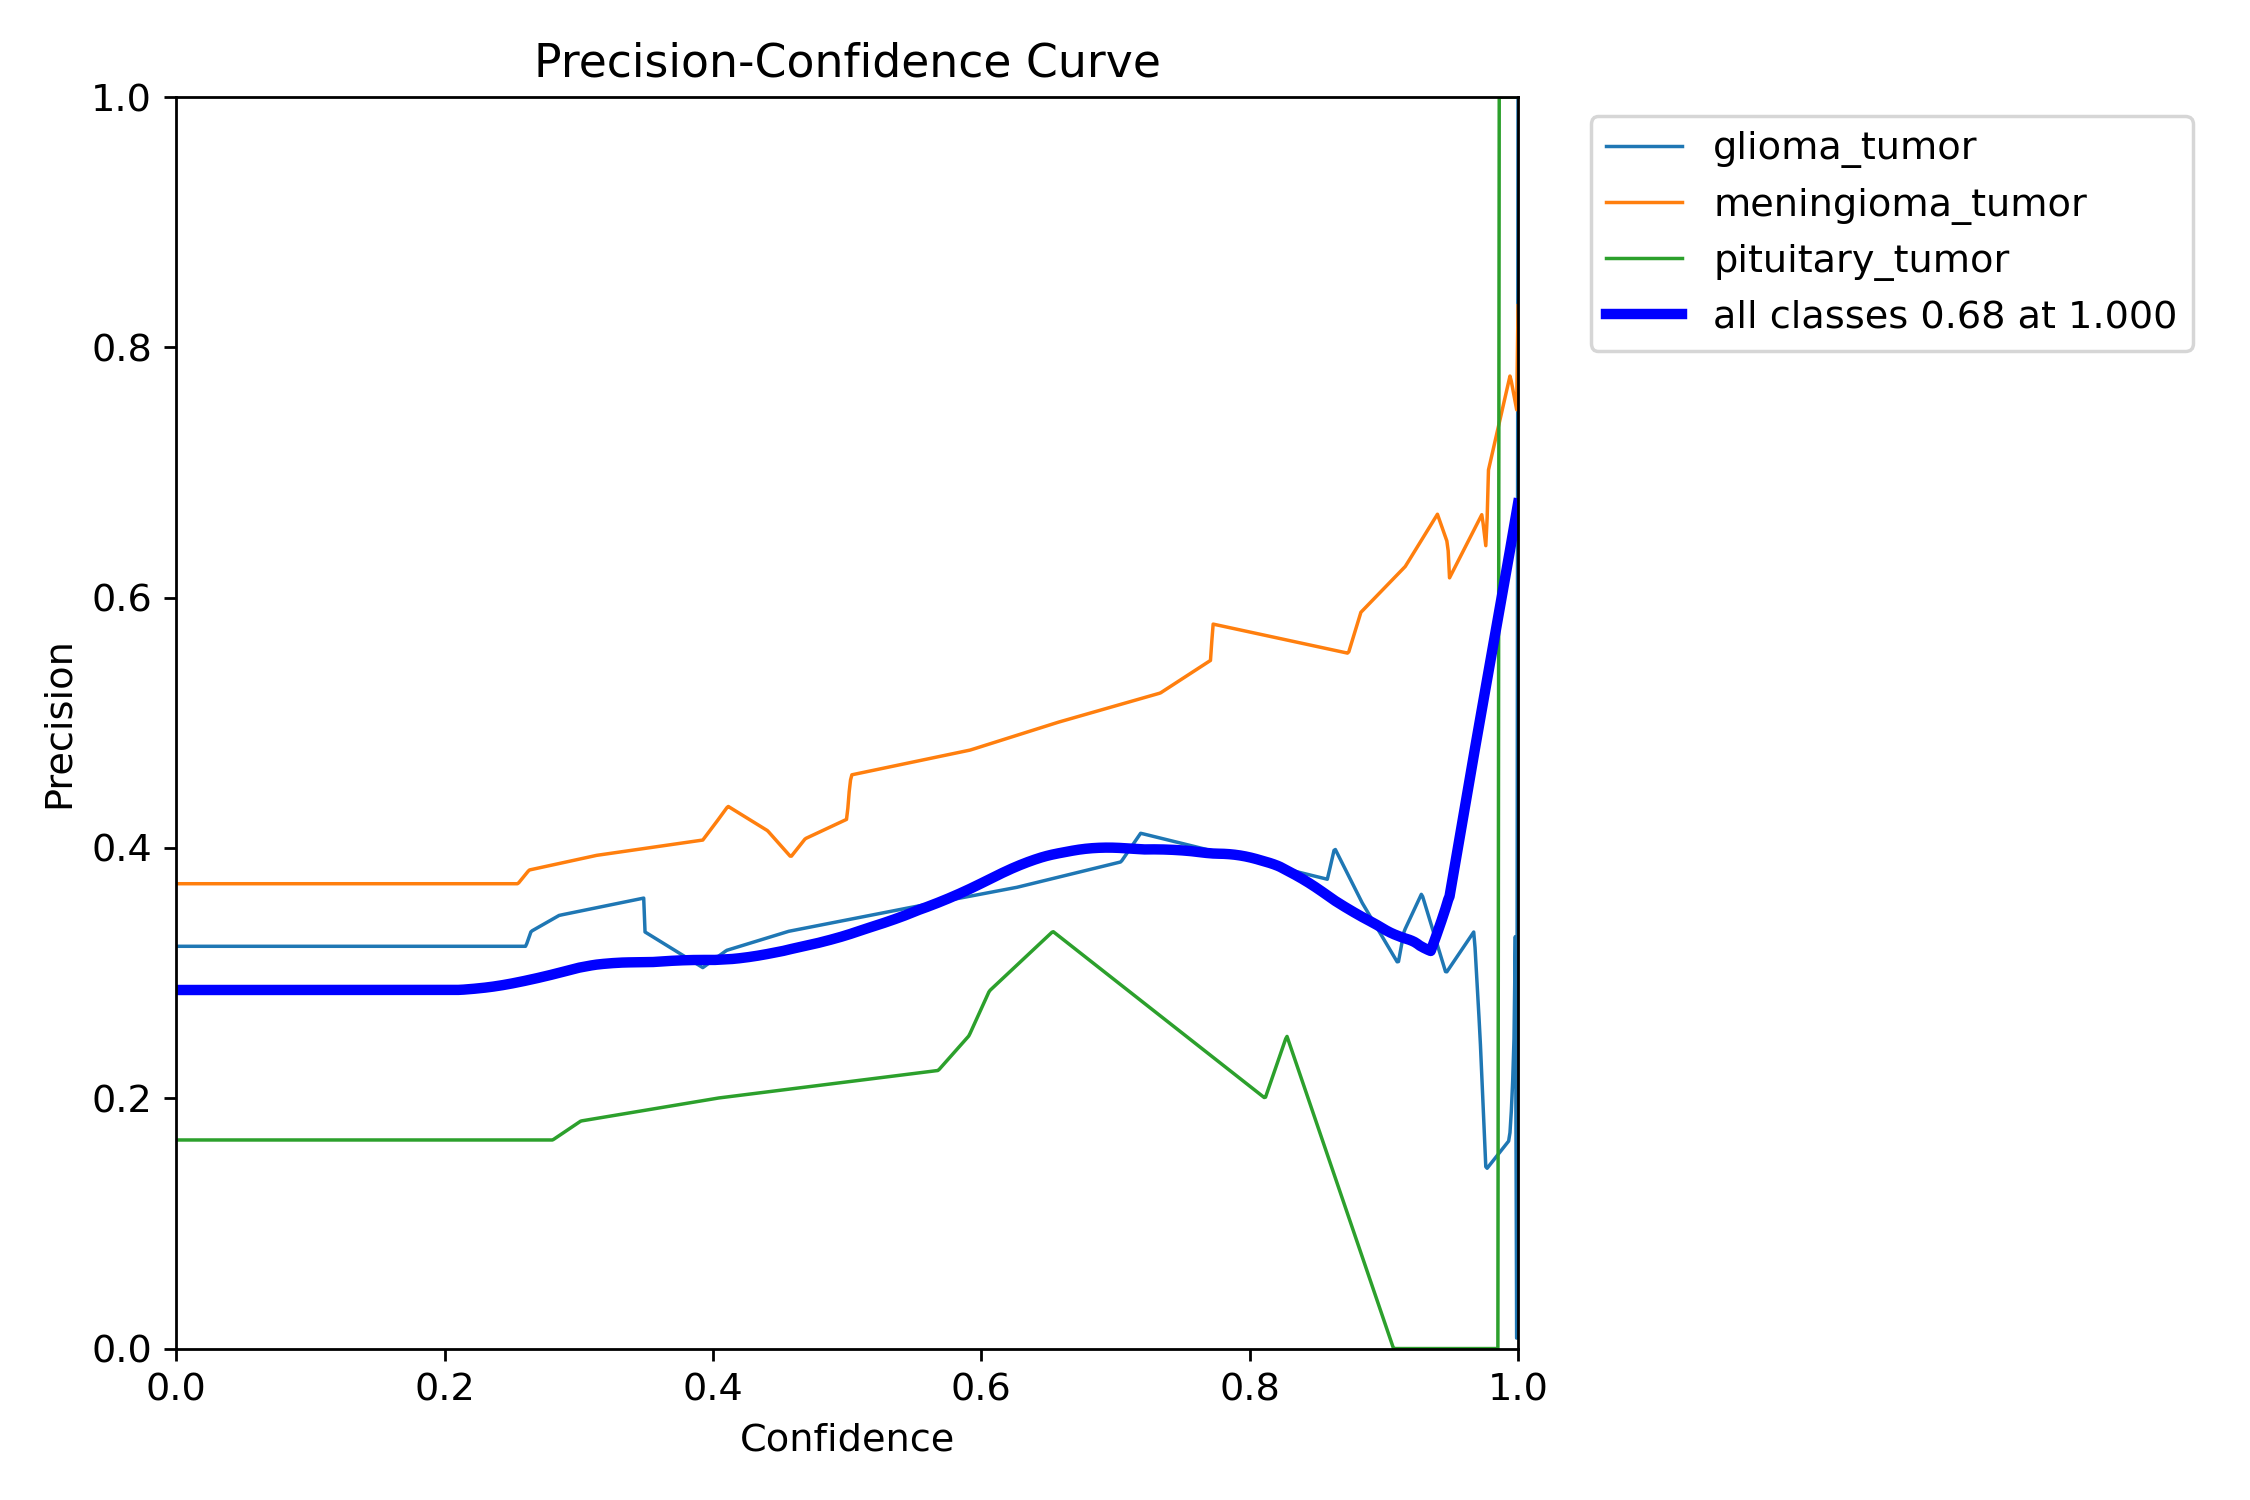 Precision-Confidence Curve
1.0
0.8
0.6
0.4
0.2
0.0
Precision
0.0 0.2 0.4 0.6 0.8 1.0
Confidence
glioma_tumor
meningioma_tumor
pituitary_tumor
all classes 0.68 at 1.000